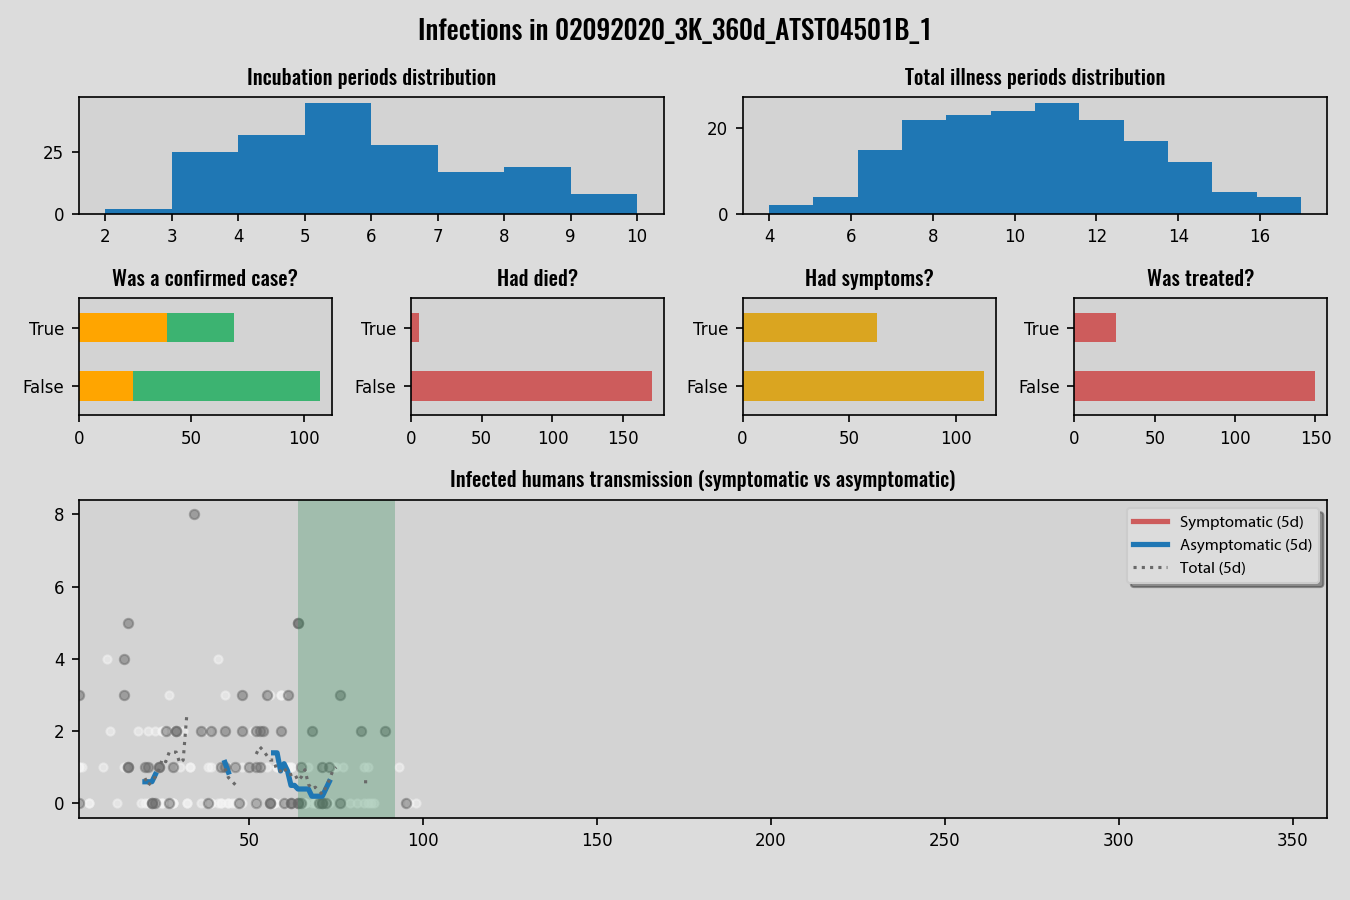 Infections in 02092020_3K_360d_ATST04501B_1
Incubation periods distribution
Total illness periods distribution
25
0
2 3 4 5 6 7 8 9 10
20
0
4 6 8 10 12 14 16
Was a confirmed case?
Had died?
Had symptoms?
Was treated?
True
False
0 50 100
True
False
0 50 100 150
True
False
0 50 100
True
False
0 50 100 150
Infected humans transmission (symptomatic vs asymptomatic)
8
6
4
2
0
Symptomatic (5d)
Asymptomatic (5d)
Total (5d)
50 100 150 200 250 300 350